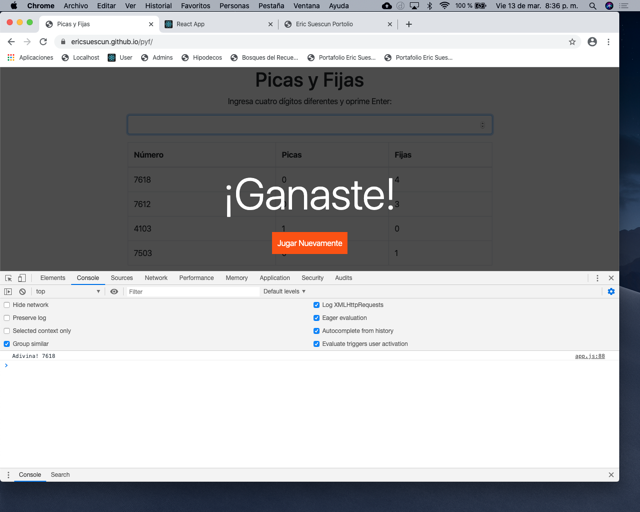 Chrome Archivo Editar Ver Historial Favoritos Personas Pestaña Ventana Ayuda 100 % Vie 13 de mar. 8:36 p. m.
Picas y Fijas React App Eric Suescun Portolio
ericsuescun.github.io/pyf/
Aplicaciones Localhost User Admins Hipodecos Bosques del Recue... Portafolio Eric Sues... Portafolio Eric Sues...
Picas y Fijas
Ingresa cuatro dígitos diferentes y oprime Enter:
Número Picas Fijas
7618 0 4
¡Ganaste!
7612 3
4103 1 0
Jugar Nuevamente
7503 1
Elements Console Sources Network Performance Memory Application Security Audits
top Filter Default levels
Hide network Log XMLHttpRequests
Preserve log Eager evaluation
Selected context only Autocomplete from history
Group similar Evaluate triggers user activation
Adivina! 7618 app.js:88
Console Search